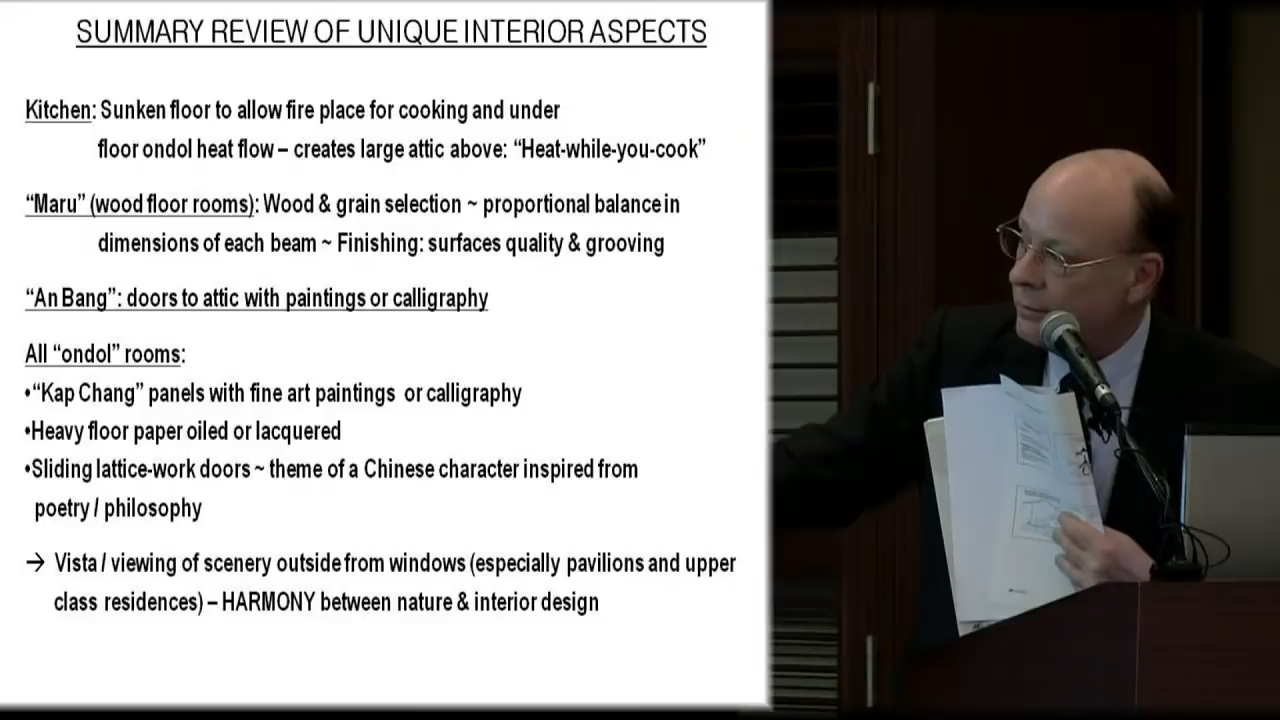 SUMMARY REVIEW OF UNIQUE INTERIOR ASPECTS
Kitchen: Sunken floor to allow fire place for cooking and under
floor ondol heat flow – creates large attic above: “Heat-while-you-cook”
“Maru” (wood floor rooms): Wood & grain selection ~ proportional balance in
dimensions of each beam ~ Finishing: surfaces quality & grooving
“An Bang”: doors to attic with paintings or calligraphy
All “ondol” rooms:
•“Kap Chang” panels with fine art paintings or calligraphy
•Heavy floor paper oiled or lacquered
•Sliding lattice-work doors ~ theme of a Chinese character inspired from
poetry / philosophy
→ Vista / viewing of scenery outside from windows (especially pavilions and upper
class residences) – HARMONY between nature & interior design